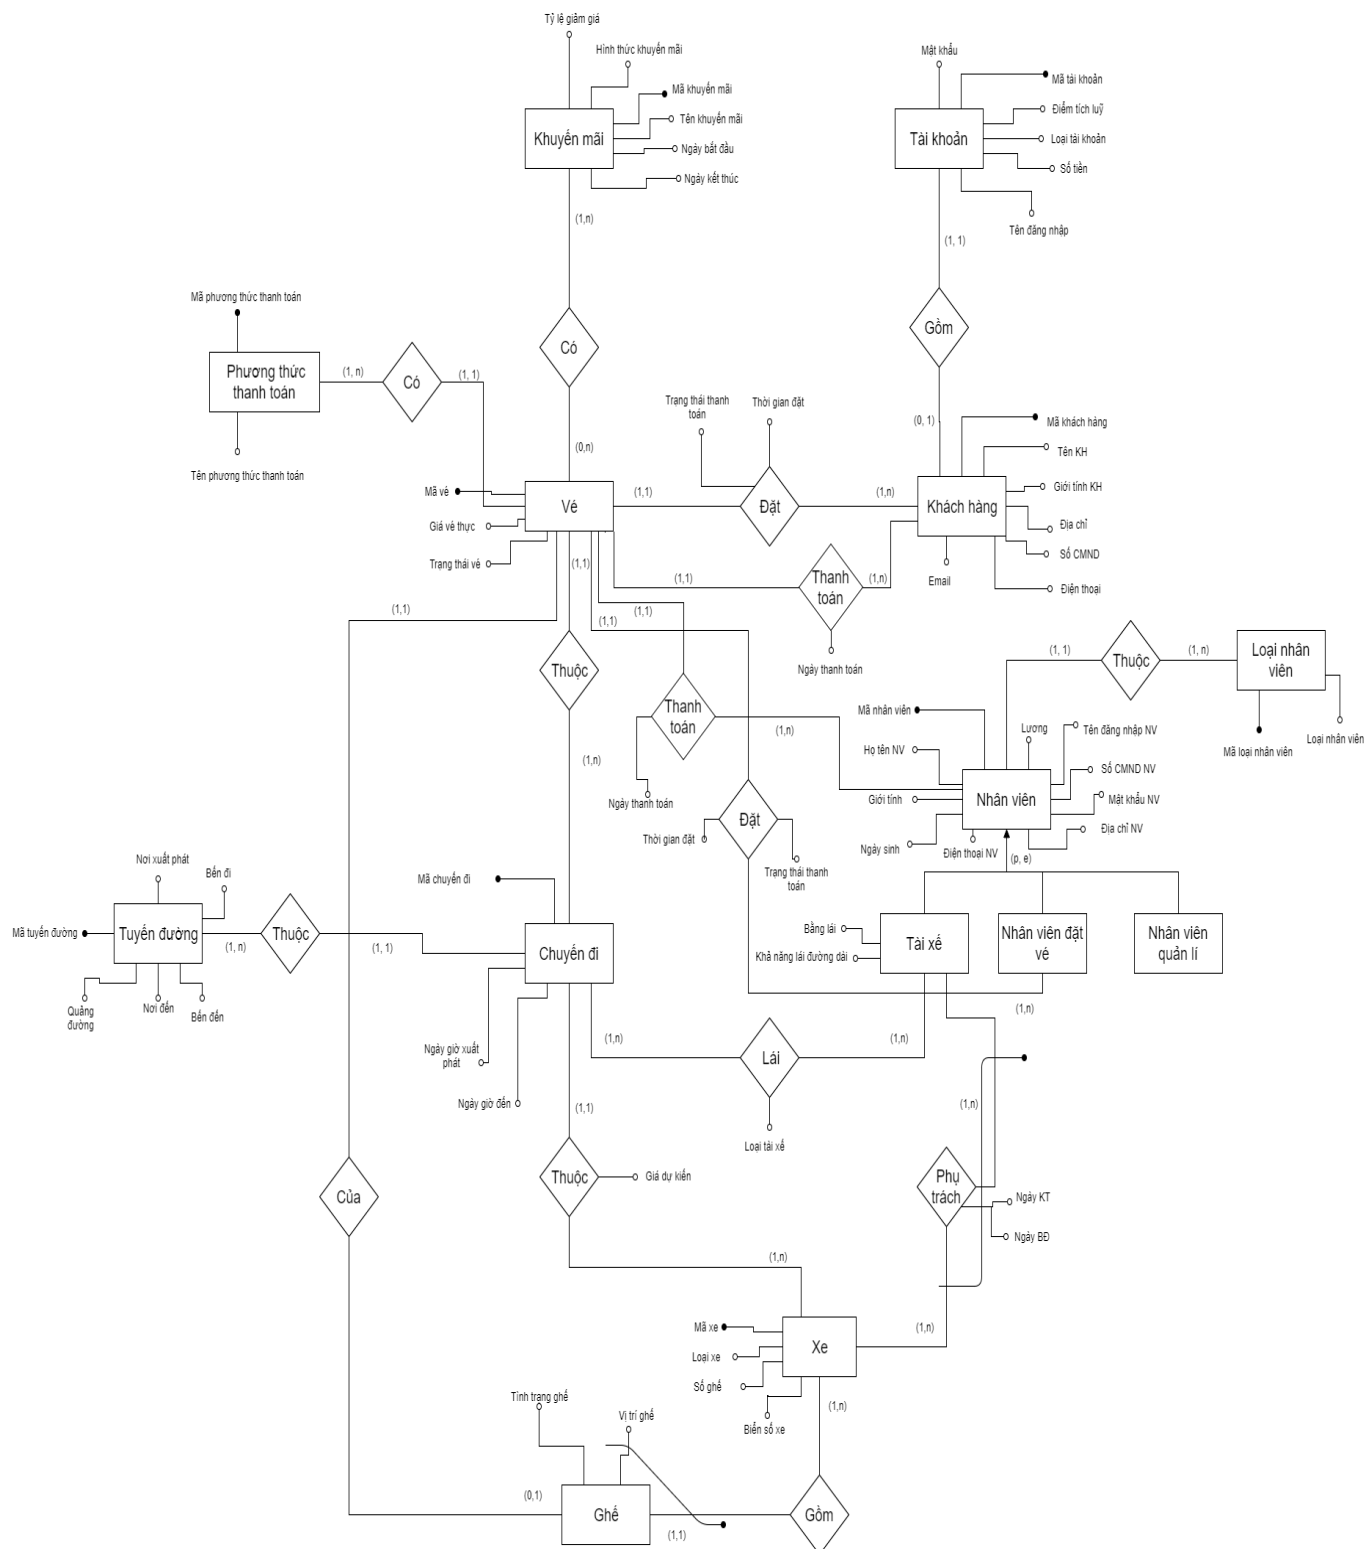 Tỷ lệ giảm giá
Hình thức khuyến mãi
Mã khuyến mãi
Tên khuyến mãi
Ngày bắt đầu
Ngày kết thúc
Khuyến mãi
(1,n)
Mật khẩu
Mã tài khoản
Điểm tích luỹ
Loại tài khoản
Số tiền
Tên đăng nhập
Tài khoản
(1, 1)
Gồm
(0, 1)
Có
(0,n)
Mã phương thức thanh toán
Phương thức
thanh toán
(1, n)
Có
(1, 1)
Tên phương thức thanh toán
Trạng thái thanh
toán
Thời gian đặt
Mã vé
Giá vé thực
Trạng thái vé
Vé
(1,1)
Đặt
(1,n)
Khách hàng
Mã khách hàng
Tên KH
Giới tính KH
Địa chỉ
Số CMND
Điện thoại
Email
(1,1)
Thanh
toán
(1,n)
Ngày thanh toán
(1,1)
(1,1)
(1,1)
(1,1)
Thuộc
(1,n)
Thanh
toán
(1,n)
Ngày thanh toán
(1, 1)
Thuộc
(1, n)
Loại nhân
viên
Mã loại nhân viên
Loại nhân viên
Mã nhân viên
Họ tên NV
Giới tính
Ngày sinh
Điện thoại NV
Lương
Tên đăng nhập NV
Số CMND NV
Mật khẩu NV
Địa chỉ NV
Nhân viên
(p, e)
Thời gian đặt
Đặt
Trạng thái thanh
toán
Nơi xuất phát
Bến đi
Mã tuyến đường
Tuyến đường
Quãng
đường
Nơi đến
Bến đến
(1, n)
Thuộc
(1, 1)
Mã chuyến đi
Chuyến đi
Ngày giờ xuất
phát
Ngày giờ đến
Bằng lái
Khả năng lái đường dài
Tài xế
Nhân viên đặt
vé
Nhân viên
quản lí
(1,n)
(1,n)
Lái
(1,n)
Loại tài xế
(1,1)
Thuộc
Giá dự kiến
(1,n)
(1,n)
Phụ
trách
Ngày KT
Ngày BĐ
(1,n)
Của
Mã xe
Loại xe
Số ghế
Biển số xe
Xe
(1,n)
Tình trạng ghế
Vị trí ghế
(0,1)
Ghế
(1,1)
Gồm